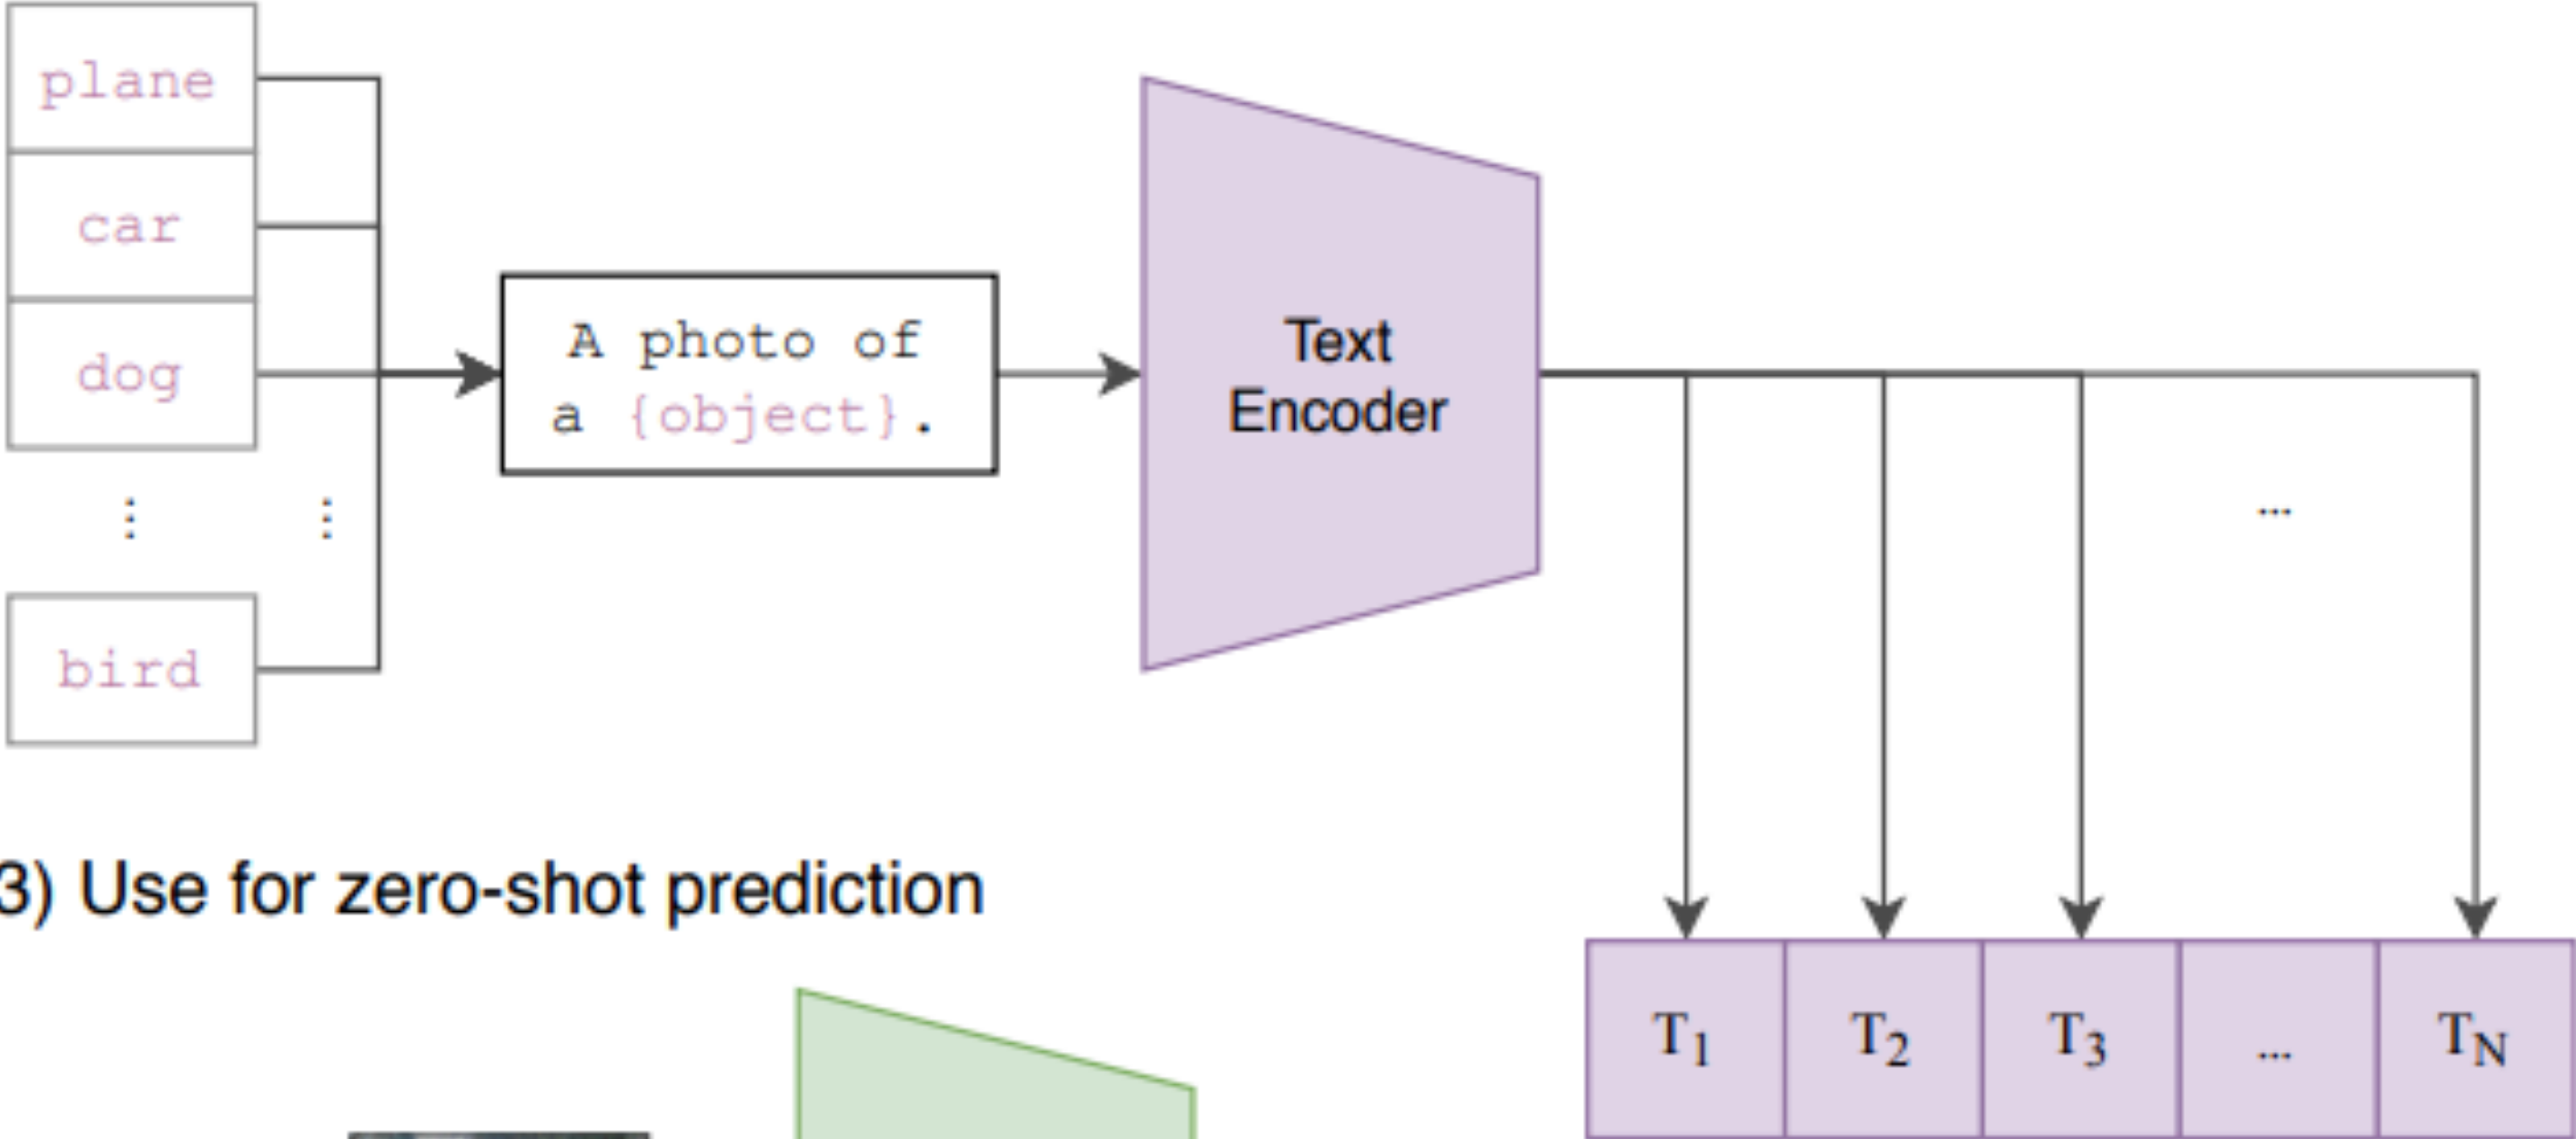 plane
car
dog
⋮ ⋮
bird
A photo of
a {object}.
Text
Encoder
...
3) Use for zero-shot prediction
T1 T2 T3 ... TN